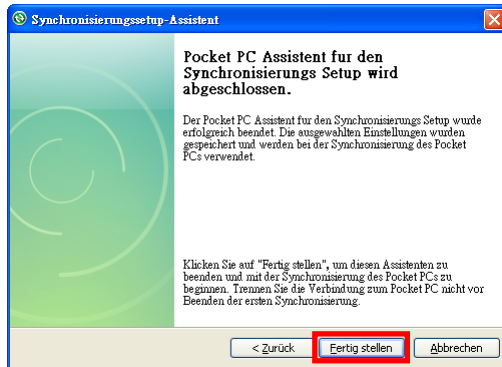 Synchronisierungssetup-Assistent
Pocket PC Assistent fur den
Synchronisierungs Setup wird
abgeschlossen.
Der Pocket PC Assistent fur den Synchronisierungs Setup wurde
erfolgreich beendet. Die ausgewahlten Einstellungen wurden
gespeichert und werden bei der Synchronisierung des Pocket
PCs verwendet.
Klicken Sie auf "Fertig stellen", um diesen Assistenten zu
beenden und mit der Synchronisierung des Pocket PCs zu
beginnen. Trennen Sie die Verbindung zum Pocket PC nicht vor
Beenden der ersten Synchronisierung.
< Zurück Fertig stellen Abbrechen